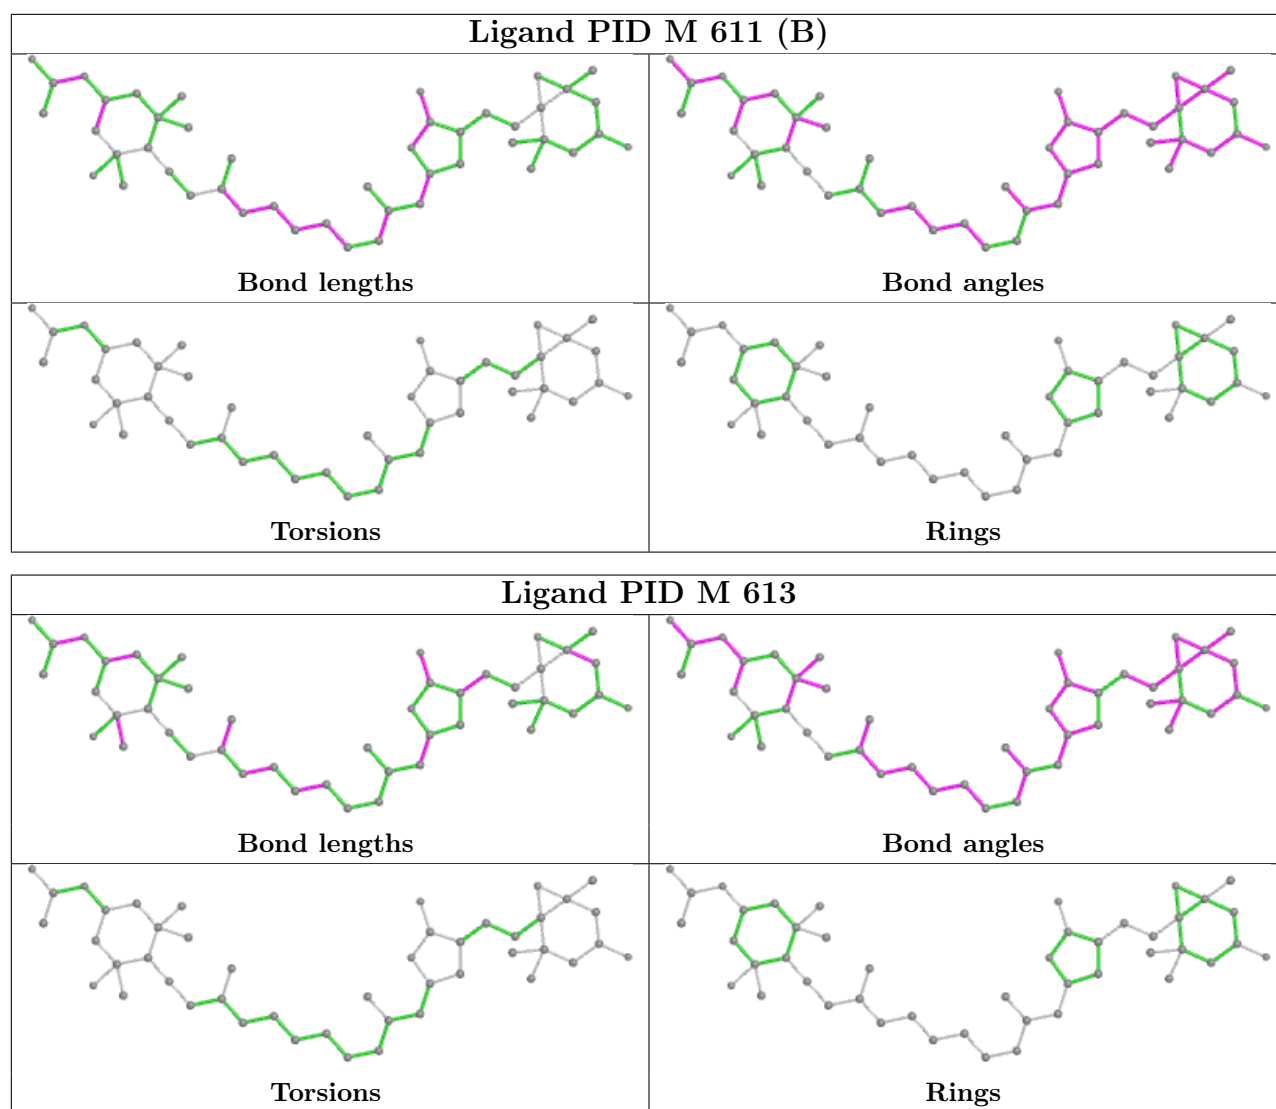 Ligand PID M 611 (B)
Bond lengths
Bond angles
Torsions
Rings
Ligand PID M 613
Bond lengths
Bond angles
Torsions
Rings